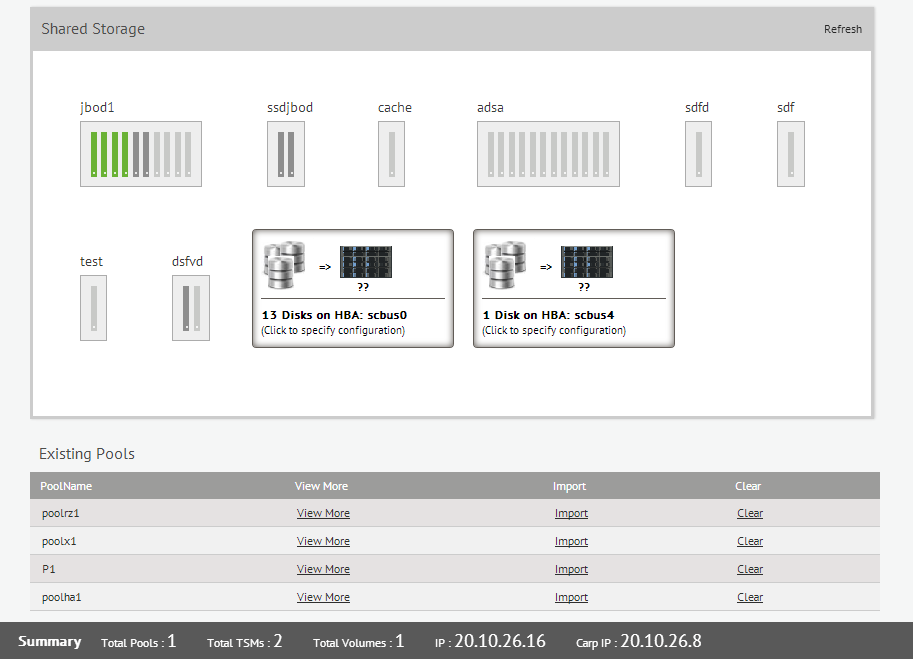 Shared Storage Refresh
jbod1 ssdjbod cache adsa sdfd sdf
test dsfvd
=>
??
13 Disks on HBA: scbus0
(Click to specify configuration)
=>
??
1 Disk on HBA: scbus4
(Click to specify configuration)
Existing Pools
PoolName View More Import Clear
poolrz1 View More Import Clear
poolx1 View More Import Clear
P1 View More Import Clear
poolha1 View More Import Clear
Summary Total Pools : 1 Total TSMs : 2 Total Volumes : 1 IP : 20.10.26.16 Carp IP : 20.10.26.8